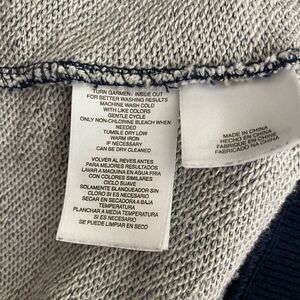 TURN GARMENT INSIDE OUT
FOR BETTER WASHING RESULTS
MACHINE WASH COLD
WITH LIKE COLORS
GENTLE CYCLE
ONLY NON-CHLORINE BLEACH WHEN
NEEDED
TUMBLE DRY LOW
WARM IRON
IF NECESSARY
CAN BE DRY CLEANED
VOLVER AL REVES ANTES
PARA MEJORES RESULTADOS
LAVAR A MAQUINA EN AGUA FRIA
CON COLORES SIMILARES
CICLO SUAVE
SOLAMENTE BLANQUEADOR SIN
CLORO SI ES NECESARIO
SECAR EN SECADORA A BAJA
TEMPERATURA
PLANCHAR A MEDIA TEMPERATURA
SI ES NECESARIO
SE PUEDE LIMPIAR EN SECO
MADE IN CHINA
HECHO EN CHINA
FABRIQUE EN CHINE
FABRICADO NA CHINA